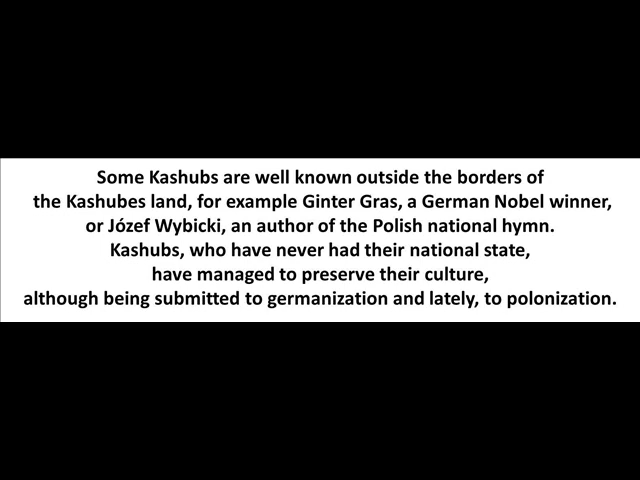 Some Kashubs are well known outside the borders of
the Kashubes land, for example Ginter Gras, a German Nobel winner,
or Józef Wybicki, an author of the Polish national hymn.
Kashubs, who have never had their national state,
have managed to preserve their culture,
although being submitted to germanization and lately, to polonization.